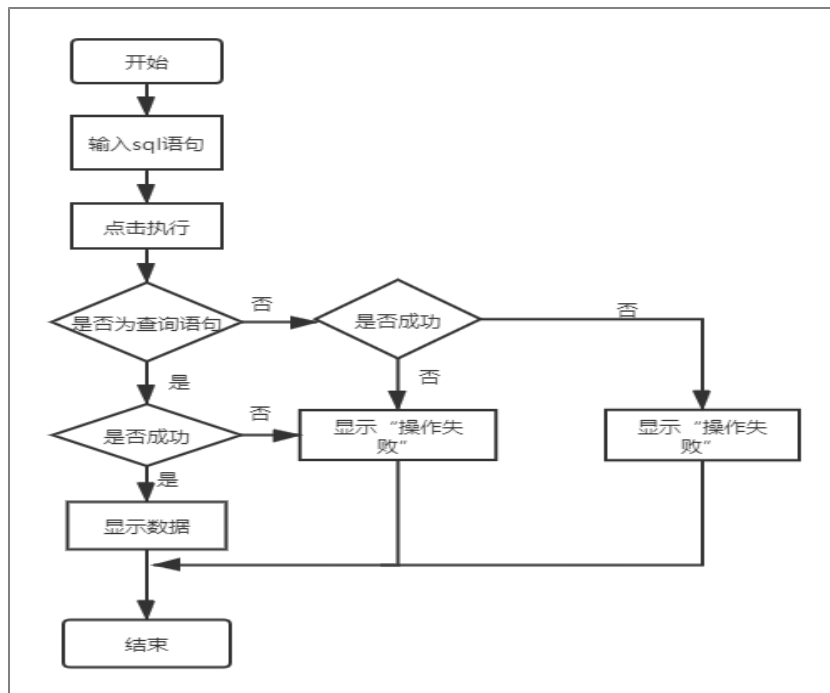 开始
输入sql语句
点击执行
否
是否为查询语句
是否成功
否
是
否
否
是否成功
显示“操作失
败”
显示“操作失
败”
是
显示数据
结束